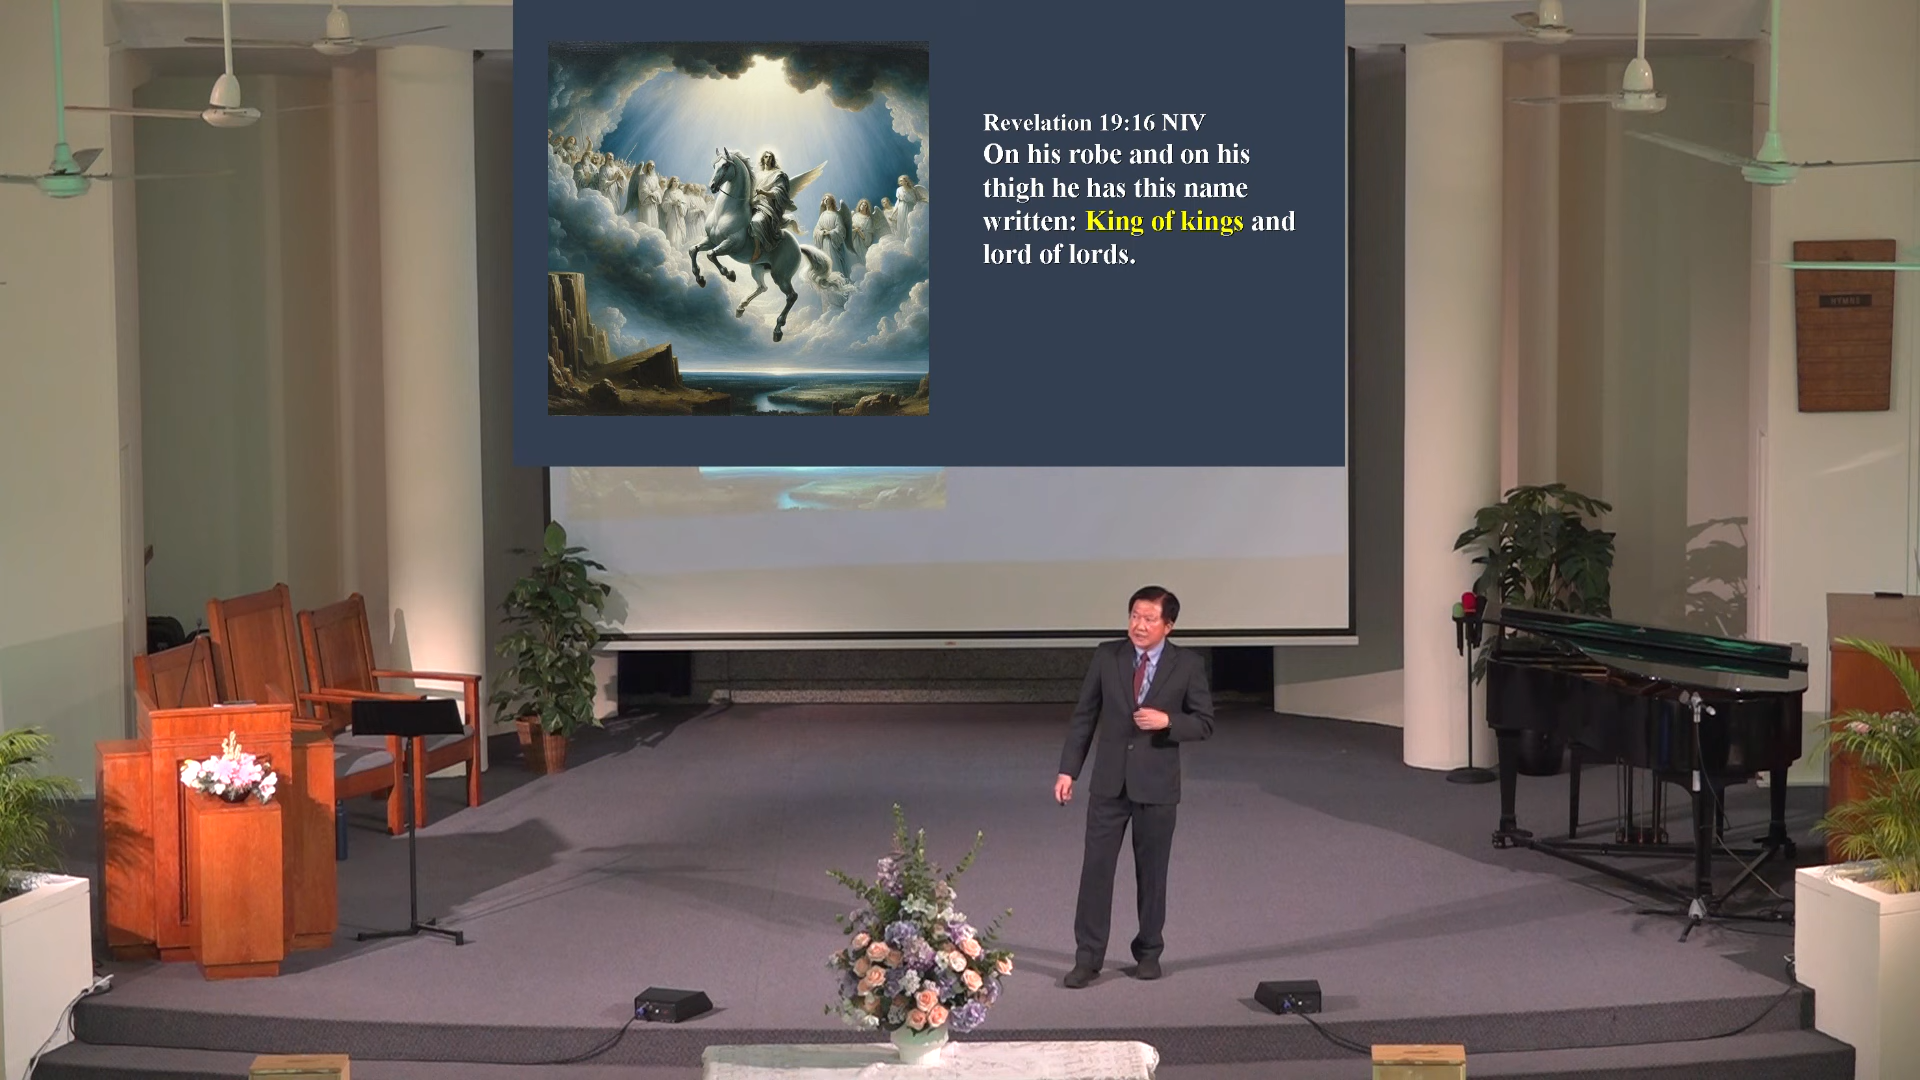 Revelation 19:16 NIV
On his robe and on his
thigh he has this name
written: King of kings and
lord of lords.
HYMNS